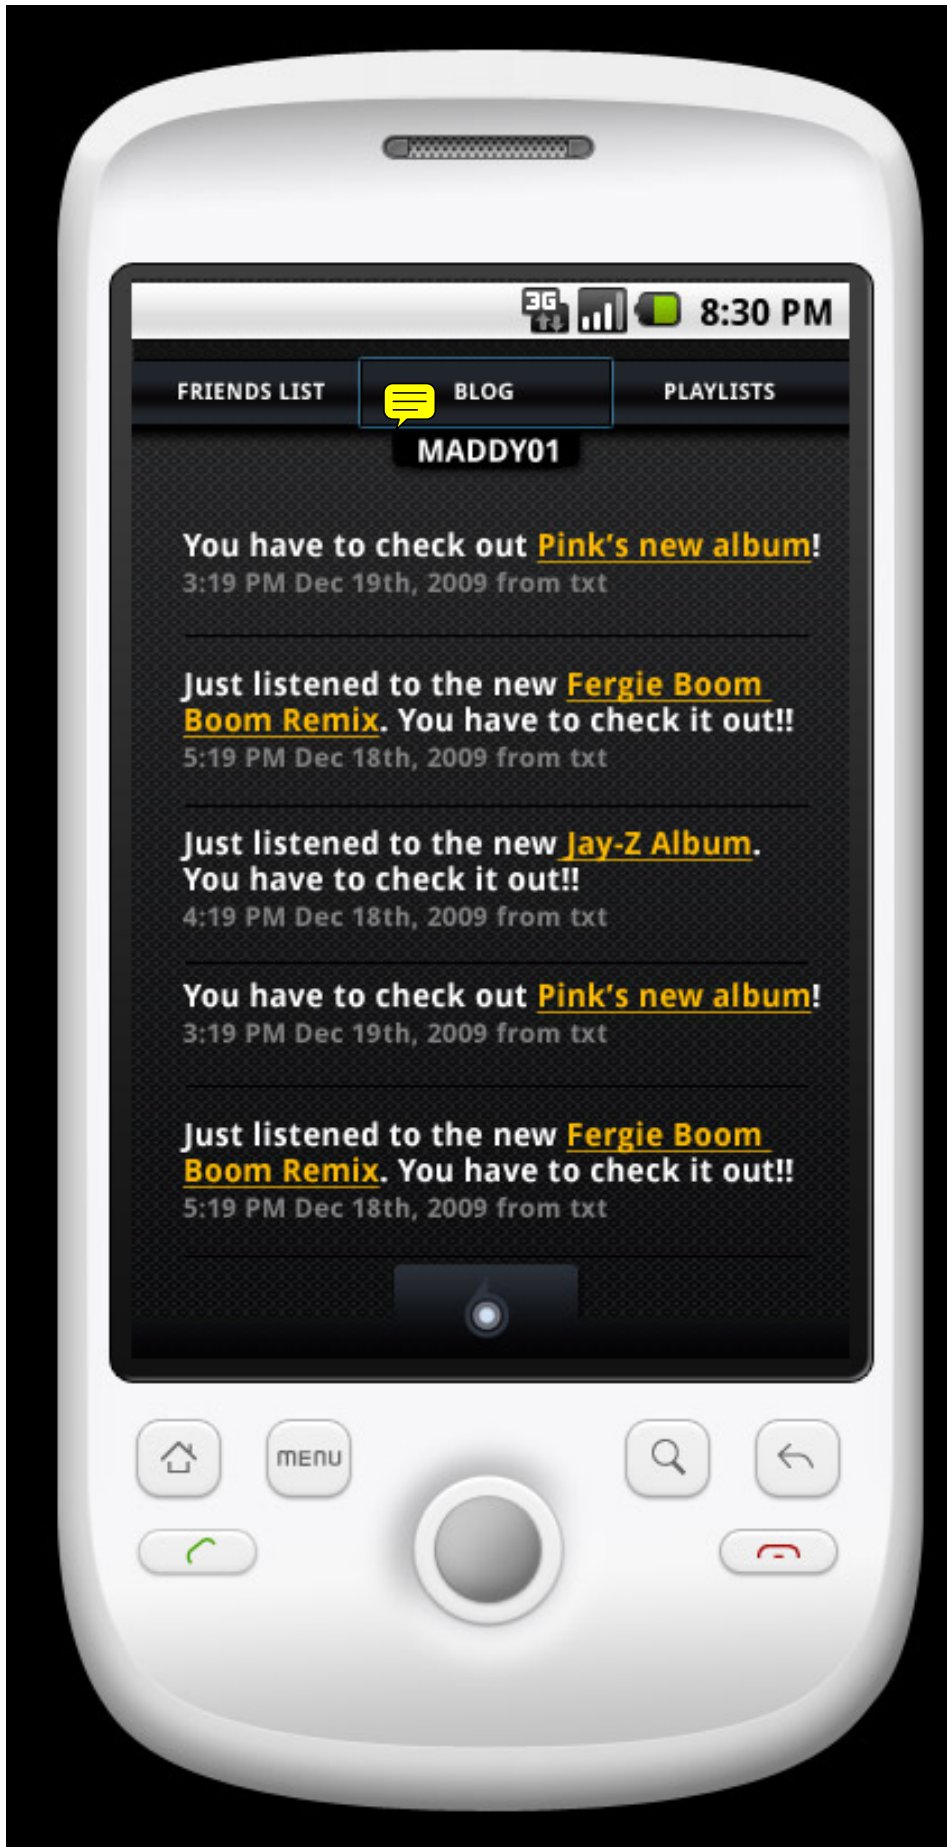 3G 8:30 PM
FRIENDS LIST BLOG PLAYLISTS
MADDY01
You have to check out Pink's new album!
3:19 PM Dec 19th, 2009 from txt
Just listened to the new Fergie Boom
Boom Remix. You have to check it out!!
5:19 PM Dec 18th, 2009 from txt
Just listened to the new Jay-Z Album.
You have to check it out!!
4:19 PM Dec 18th, 2009 from txt
You have to check out Pink's new album!
3:19 PM Dec 19th, 2009 from txt
Just listened to the new Fergie Boom
Boom Remix. You have to check it out!!
5:19 PM Dec 18th, 2009 from txt
MENU